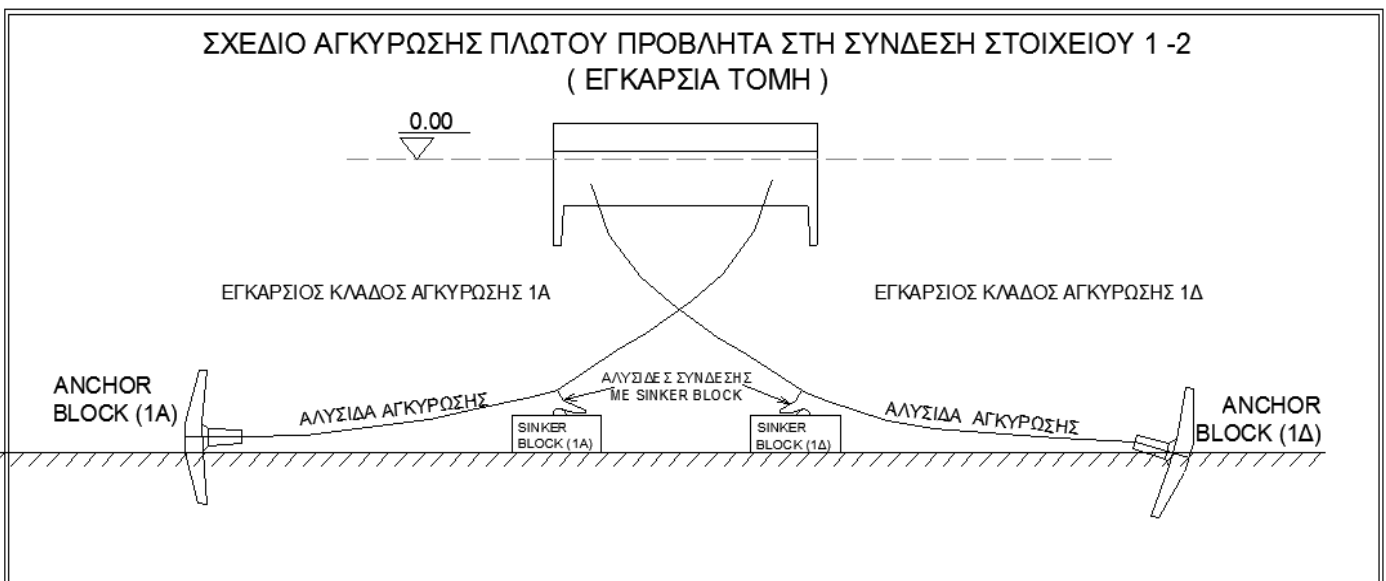 ΣΧΕΔΙΟ ΑΓΚΥΡΩΣΗΣ ΠΛΩΤΟΥ ΠΡΟΒΛΗΤΑ ΣΤΗ ΣΥΝΔΕΣΗ ΣΤΟΙΧΕΙΟΥ 1 -2
( ΕΓΚΑΡΣΙΑ ΤΟΜΗ )
0.00
ΕΓΚΑΡΣΙΟΣ ΚΛΑΔΟΣ ΑΓΚΥΡΩΣΗΣ 1Α
ΕΓΚΑΡΣΙΟΣ ΚΛΑΔΟΣ ΑΓΚΥΡΩΣΗΣ 1Δ
ANCHOR
BLOCK (1Α)
ΑΛΥΣΙΔΑ ΑΓΚΥΡΩΣΗΣ
ΑΛΥΣΙΔΕΣ ΣΥΝΔΕΣΗΣ
ΜΕ SINKER BLOCK
SINKER
BLOCK (1Α)
SINKER
BLOCK (1Δ)
ΑΛΥΣΙΔΑ ΑΓΚΥΡΩΣΗΣ
ANCHOR
BLOCK (1Δ)